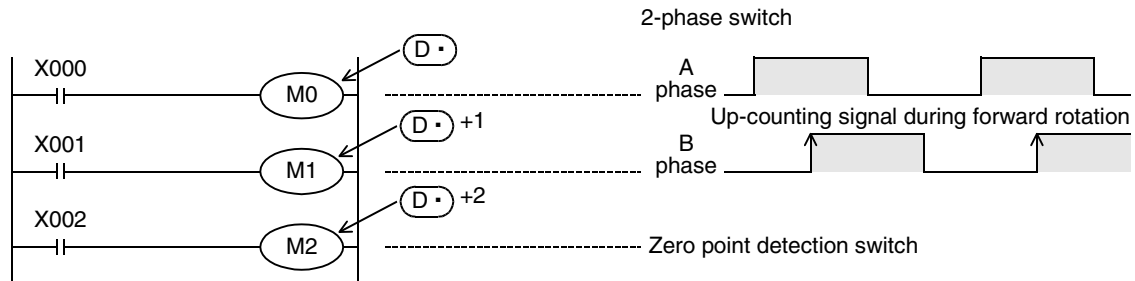 2-phase switch
X000
M0
D ·
A phase
Up-counting signal during forward rotation
X001
M1
D · +1
B phase
X002
M2
D · +2
Zero point detection switch